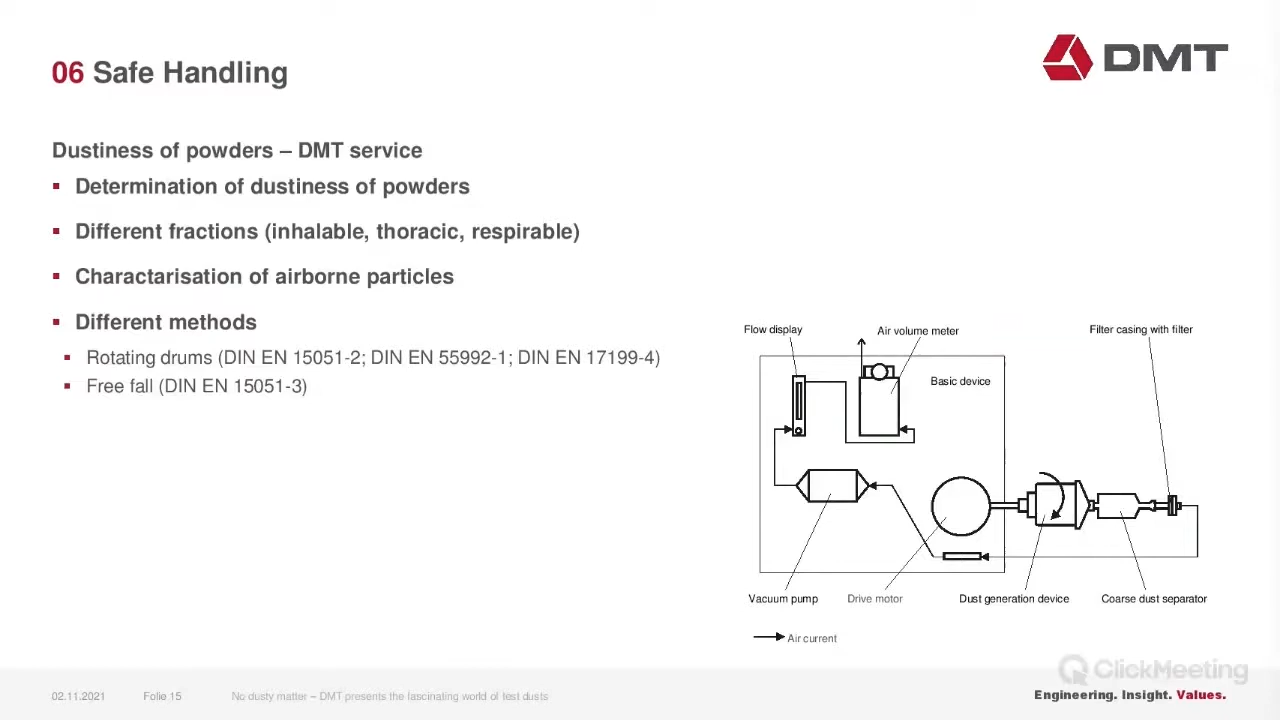 06 Safe Handling
DMT
Dustiness of powders – DMT service
▪ Determination of dustiness of powders
▪ Different fractions (inhalable, thoracic, respirable)
▪ Charactarisation of airborne particles
▪ Different methods
▪ Rotating drums (DIN EN 15051-2; DIN EN 55992-1; DIN EN 17199-4)
▪ Free fall (DIN EN 15051-3)
Flow display
Air volume meter
Filter casing with filter
Basic device
Vacuum pump
Drive motor
Dust generation device
Coarse dust separator
Air current
ClickMeeting
02.11.2021
Folie 15
No dusty matter – DMT presents the fascinating world of test dusts
Engineering. Insight. Values.